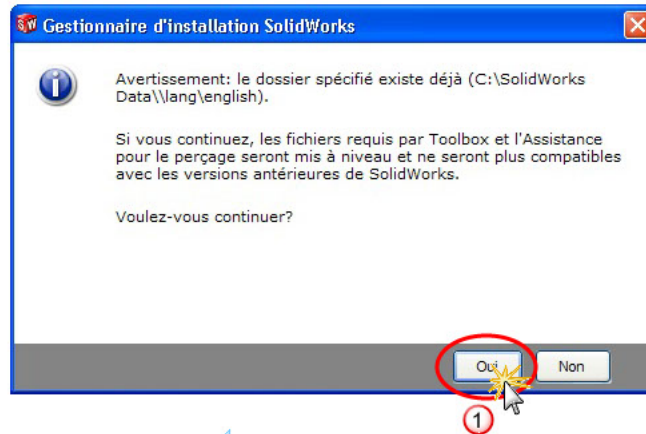 SW Gestionnaire d'installation SolidWorks
Avertissement: le dossier spécifié existe déjà (C:\SolidWorks
Data\\lang\english).
Si vous continuez, les fichiers requis par Toolbox et l'Assistance
pour le perçage seront mis à niveau et ne seront plus compatibles
avec les versions antérieures de SolidWorks.
Voulez-vous continuer?
Oui Non
1